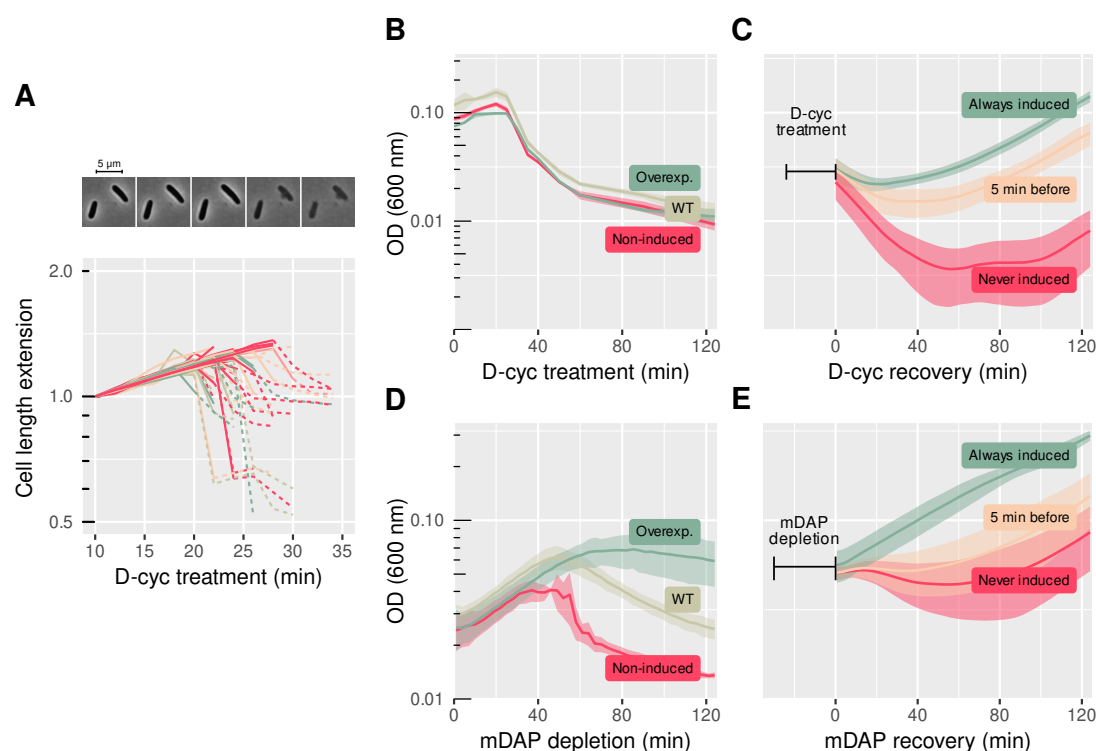 A
5 µm
Cell length extension
2.0
1.0
0.5
10 15 20 25 30 35
D-cyc treatment (min)
B
OD (600 nm)
0.10
0.01
Overexp.
WT
Non-induced
0 40 80 120
D-cyc treatment (min)
C
D-cyc
treatment
Always induced
5 min before
Never induced
0 40 80 120
D-cyc recovery (min)
D
OD (600 nm)
0.10
0.01
Overexp.
WT
Non-induced
0 40 80 120
mDAP depletion (min)
E
mDAP
depletion
Always induced
5 min before
Never induced
0 40 80 120
mDAP recovery (min)